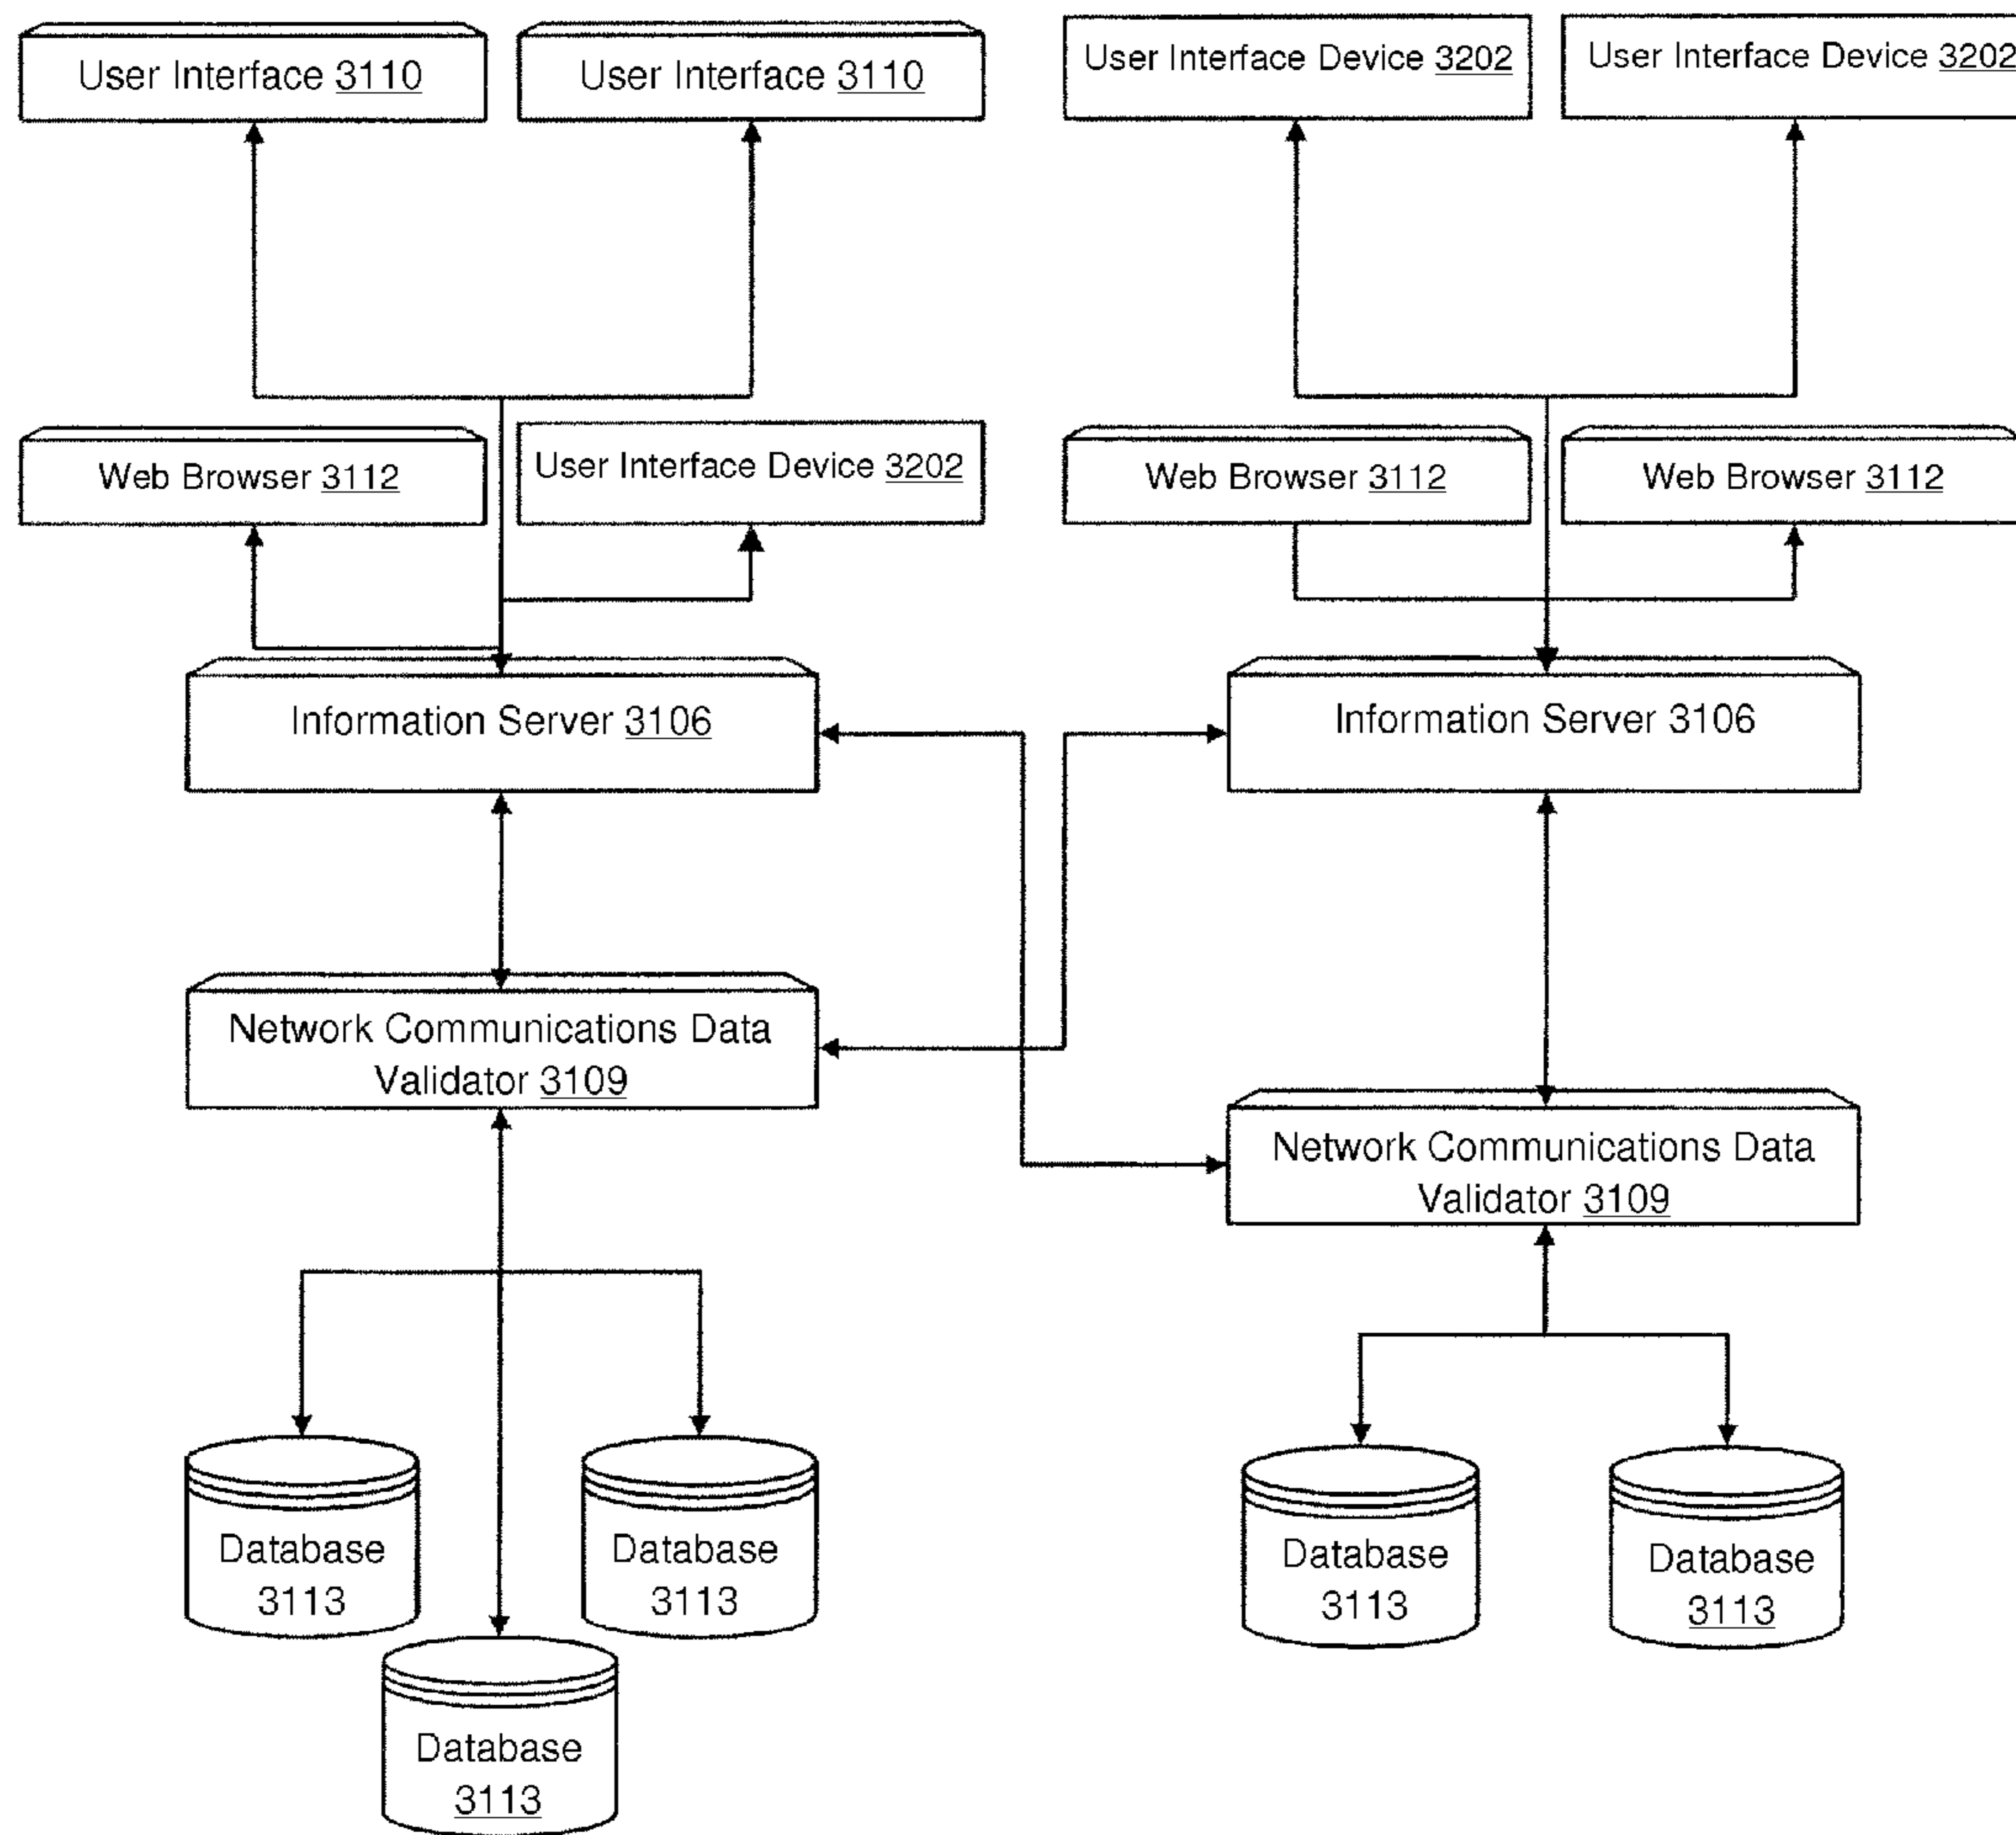 User Interface 3110
User Interface 3110
User Interface Device 3202
User Interface Device 3202
Web Browser 3112
User Interface Device 3202
Web Browser 3112
Web Browser 3112
Information Server 3106
Information Server 3106
Network Communications Data
Validator 3109
Network Communications Data
Validator 3109
Database
3113
Database
3113
Database
3113
Database
3113
Database
3113